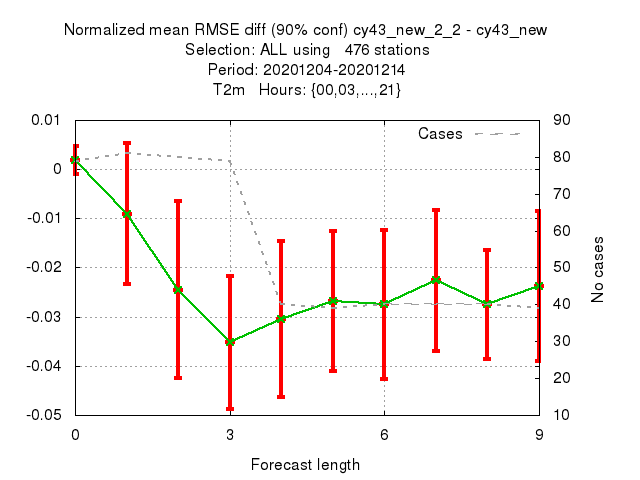 Normalized mean RMSE diff (90% conf) cy43_new_2_2 - cy43_new
Selection: ALL using   476 stations
Period: 20201204-20201214
T2m   Hours: {00,03,...,21}
0.01
0
-0.01
-0.02
-0.03
-0.04
-0.05
Cases
90
80
70
60
50
40
30
20
10
No cases
0 3 6 9
Forecast length